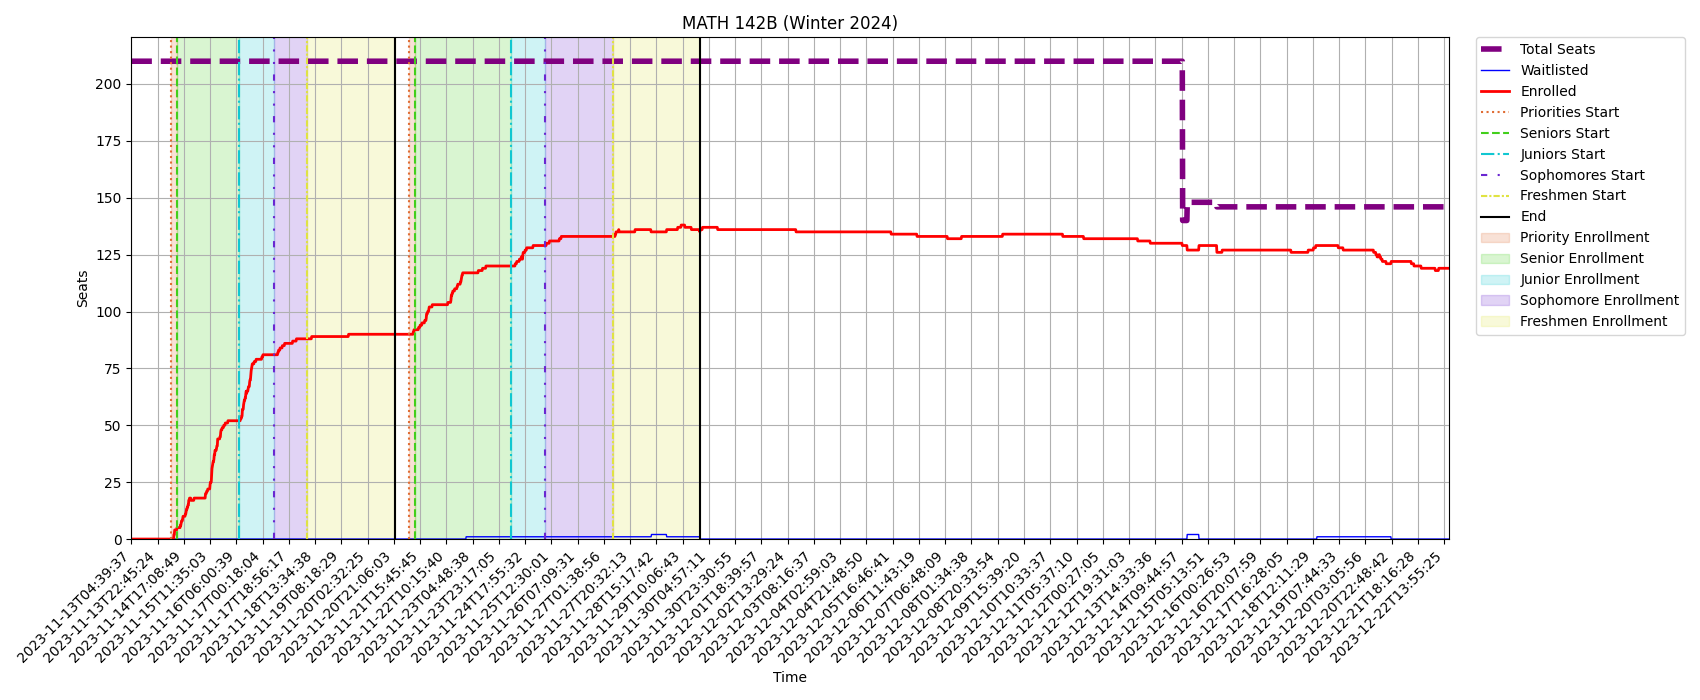 MATH 142B (Winter 2024)
Seats
200
175
150
125
100
75
50
25
0
2023-11-13T04:39:37
2023-11-13T22:45:24
2023-11-14T17:08:49
2023-11-15T11:35:03
2023-11-16T06:00:39
2023-11-17T00:18:04
2023-11-17T18:56:17
2023-11-18T13:34:38
2023-11-19T08:18:29
2023-11-20T02:32:25
2023-11-20T21:06:03
2023-11-21T15:45:45
2023-11-22T10:15:40
2023-11-23T04:48:38
2023-11-23T23:17:05
2023-11-24T17:55:32
2023-11-25T12:30:01
2023-11-26T07:09:31
2023-11-27T01:38:56
2023-11-27T20:32:13
2023-11-28T15:17:42
2023-11-29T10:06:43
2023-11-30T04:57:11
2023-11-30T23:30:55
2023-12-01T18:39:57
2023-12-02T13:29:24
2023-12-03T08:16:37
2023-12-04T02:59:03
2023-12-04T21:48:50
2023-12-05T16:46:41
2023-12-06T11:43:19
2023-12-07T06:48:09
2023-12-08T01:34:38
2023-12-08T20:33:54
2023-12-09T15:39:20
2023-12-10T10:33:37
2023-12-11T05:37:10
2023-12-12T00:27:05
2023-12-12T19:31:03
2023-12-13T14:33:36
2023-12-14T09:44:57
2023-12-15T05:13:51
2023-12-16T00:26:53
2023-12-16T20:07:59
2023-12-17T16:28:05
2023-12-18T12:11:29
2023-12-19T07:44:33
2023-12-20T03:05:56
2023-12-20T22:48:42
2023-12-21T18:16:28
2023-12-22T13:55:25
Time
Total Seats
Waitlisted
Enrolled
Priorities Start
Seniors Start
Juniors Start
Sophomores Start
Freshmen Start
End
Priority Enrollment
Senior Enrollment
Junior Enrollment
Sophomore Enrollment
Freshmen Enrollment